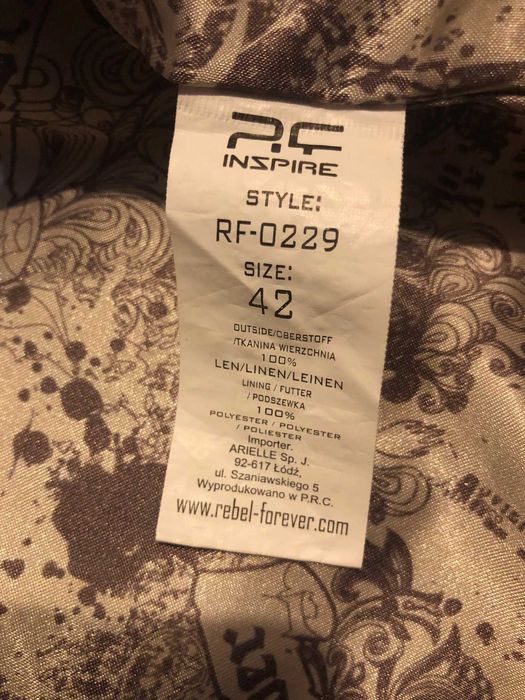 INSPIRE
STYLE:
RF-0229
SIZE:
42
OUTSIDE/OBERSTOFF
/TKANINA WIERZCHNIA
100%
LEN/LINEN/LEINEN
LINING / FUTTER
/ PODSZEWKA
100%
POLYESTER / POLYESTER
/ POLIESTER
Importer.
ARIELLE Sp. J.
92-617 Łódź,
ul. Szaniawskiego 5
Wyprodukowano w P.R.C.
www.rebel-forever.com